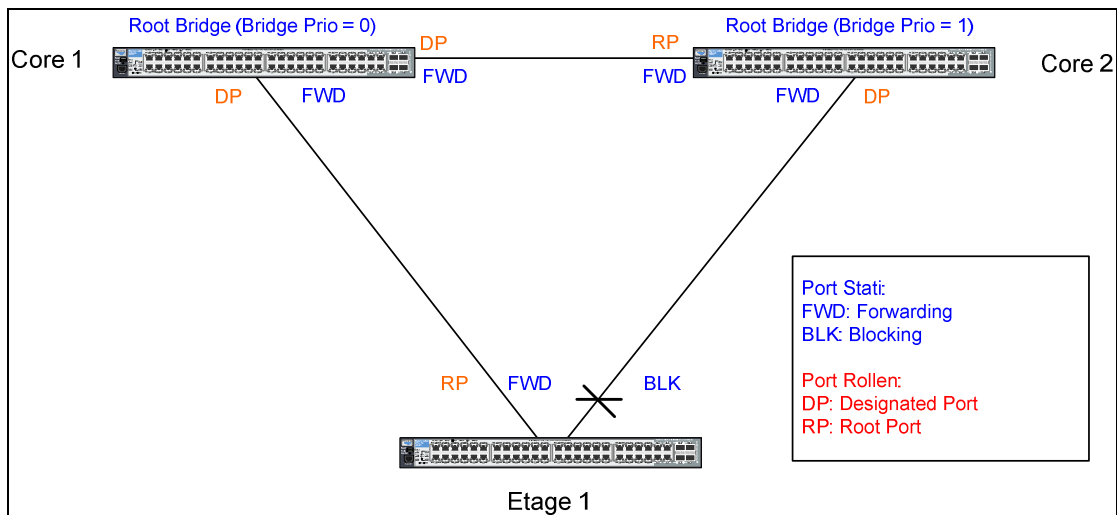 Root Bridge (Bridge Prio = 0)
Root Bridge (Bridge Prio = 1)
Core 1
DP
RP
Core 2
FWD
FWD
DP
FWD
FWD
DP
Port Stati:
FWD: Forwarding
BLK: Blocking
Port Rollen:
DP: Designated Port
RP: Root Port
RP
FWD
BLK
Etage 1